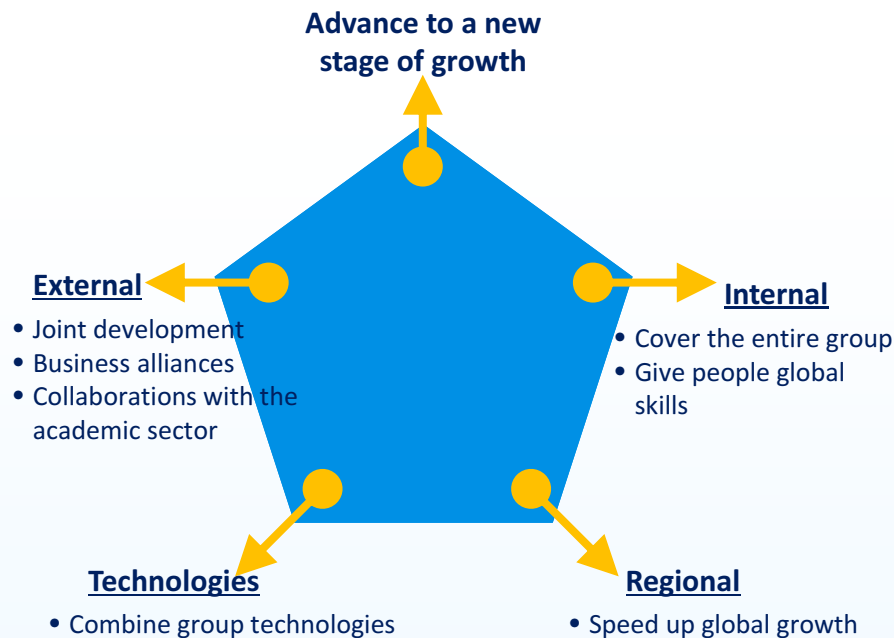 Advance to a new
stage of growth
External
• Joint development
• Business alliances
• Collaborations with the
academic sector
Internal
• Cover the entire group
• Give people global
skills
Technologies
• Combine group technologies
Regional
• Speed up global growth